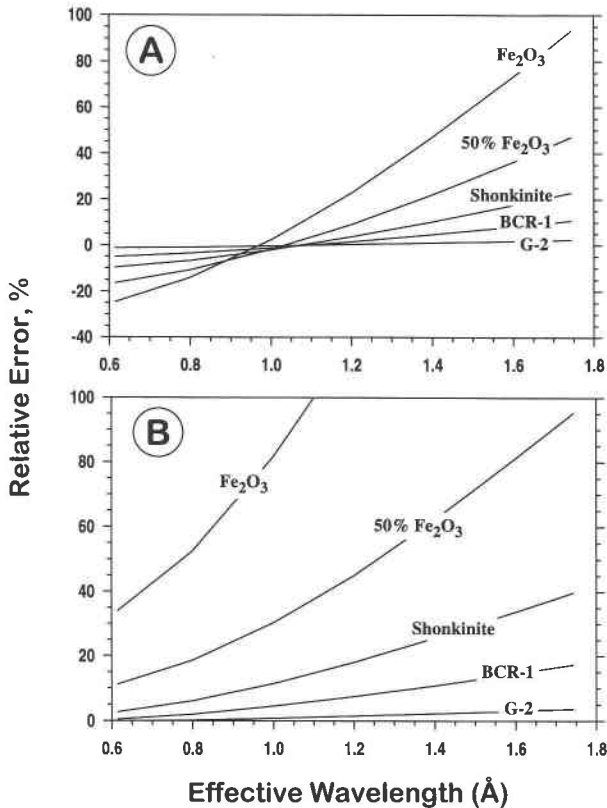 Relative Error, %
A
100
80
60
40
20
0
-20
-40
Fe₂O₃
50% Fe₂O₃
Shonkinite
BCR-1
G-2
0.6 0.8 1.0 1.2 1.4 1.6 1.8
B
100
80
60
40
20
0
Fe₂O₃
50% Fe₂O₃
Shonkinite
BCR-1
G-2
0.6 0.8 1.0 1.2 1.4 1.6 1.8
Effective Wavelength (Å)